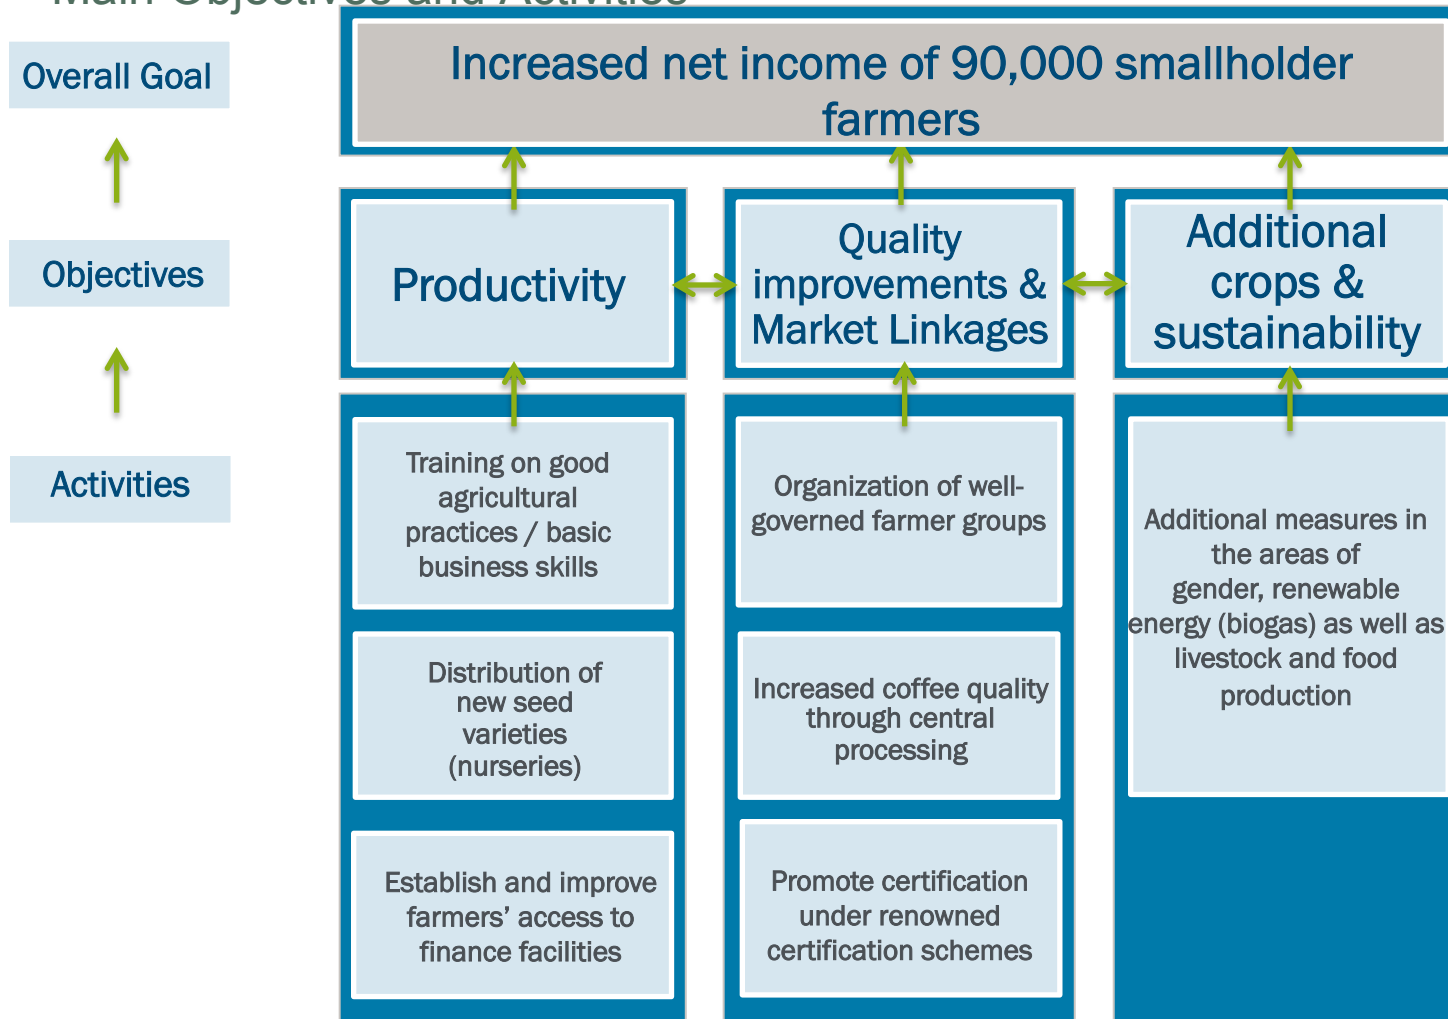 Main Objectives and Activities
Overall Goal
Increased net income of 90,000 smallholder
farmers
Objectives
Productivity
Quality
improvements &
Market Linkages
Additional
crops &
sustainability
Activities
Training on good
agricultural
practices / basic
business skills
Distribution of
new seed
varieties
(nurseries)
Establish and improve
farmers’ access to
finance facilities
Organization of well-
governed farmer groups
Increased coffee quality
through central
processing
Promote certification
under renowned
certification schemes
Additional measures in
the areas of
gender, renewable
energy (biogas) as well as
livestock and food
production